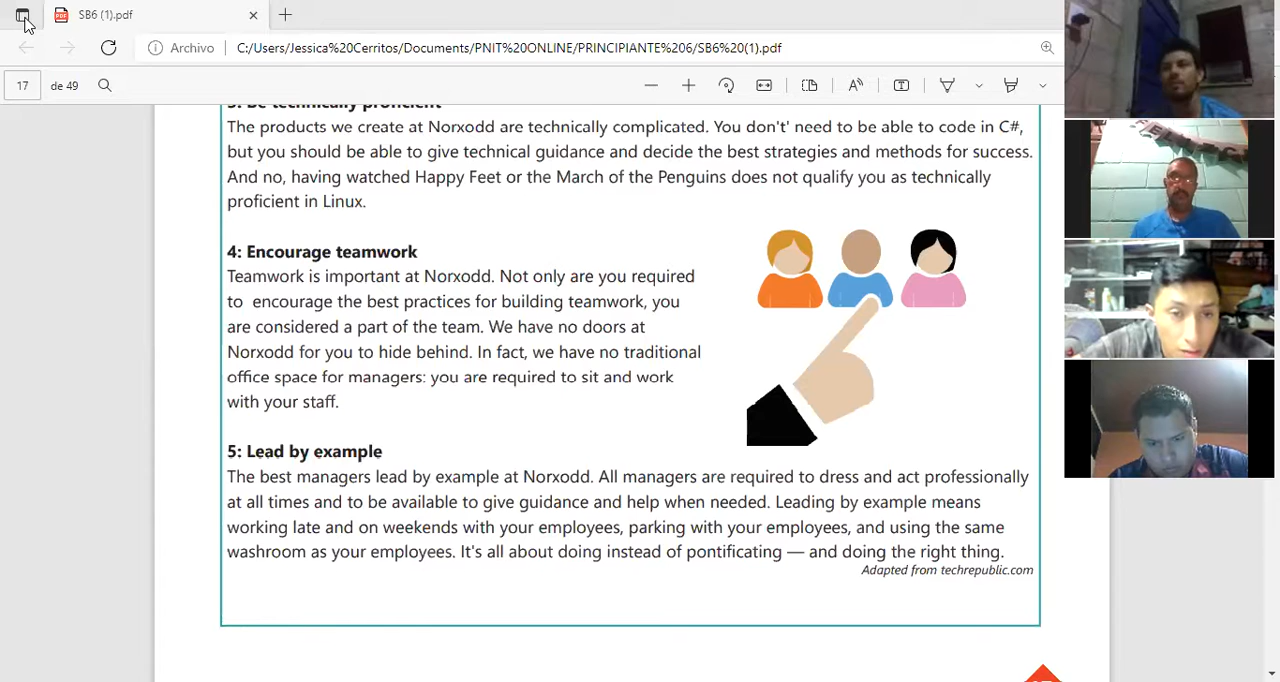 SB6 (1).pdf
Archivo
C:/Users/Jessica%20Cerritos/Documents/PNIT%20ONLINE/PRINCIPIANTE%206/SB6%20(1).pdf
17 de 49
3: Be technically proficient
The products we create at Norxodd are technically complicated. You don't' need to be able to code in C#,
but you should be able to give technical guidance and decide the best strategies and methods for success.
And no, having watched Happy Feet or the March of the Penguins does not qualify you as technically
proficient in Linux.
4: Encourage teamwork
Teamwork is important at Norxodd. Not only are you required
to encourage the best practices for building teamwork, you
are considered a part of the team. We have no doors at
Norxodd for you to hide behind. In fact, we have no traditional
office space for managers: you are required to sit and work
with your staff.
5: Lead by example
The best managers lead by example at Norxodd. All managers are required to dress and act professionally
at all times and to be available to give guidance and help when needed. Leading by example means
working late and on weekends with your employees, parking with your employees, and using the same
washroom as your employees. It's all about doing instead of pontificating — and doing the right thing.
Adapted from techrepublic.com